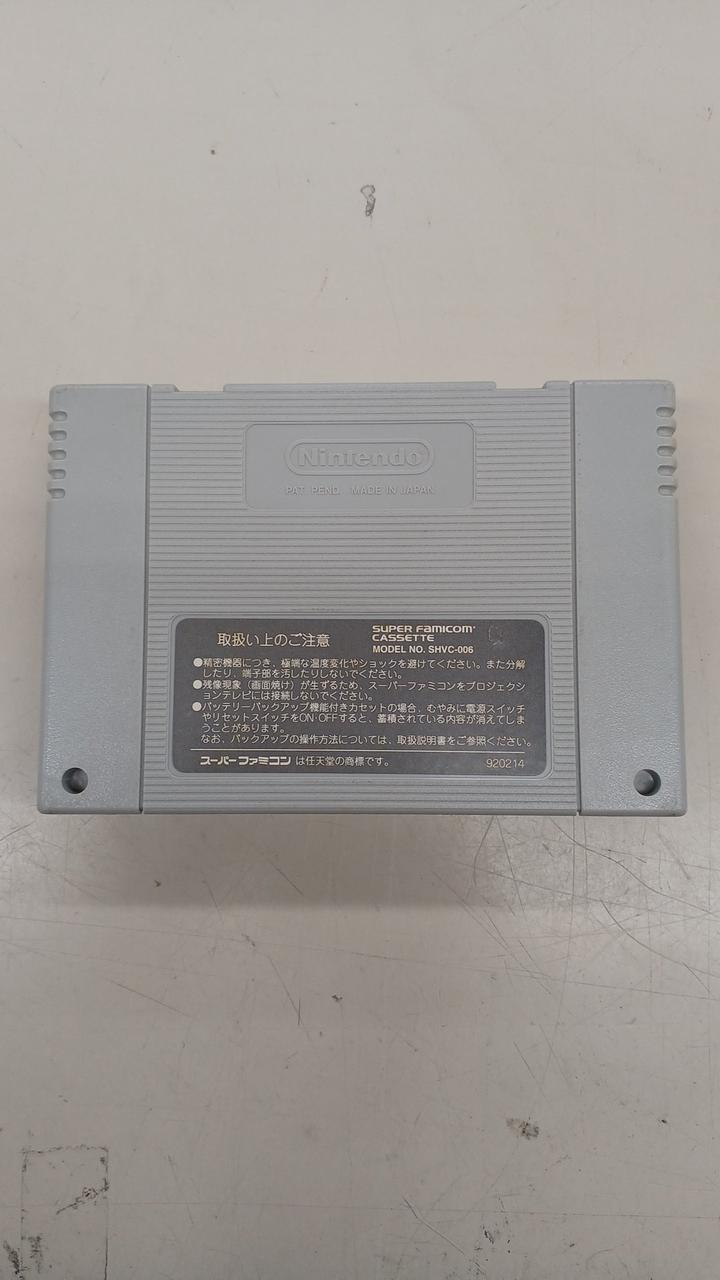 Nintendo
PAT. PEND. MADE IN JAPAN
取扱い上のご注意
SUPER FAMICOM
CASSETTE
MODEL NO. SHVC-006
●精密機器につき、極端な温度変化やショックを避けてください。また分解
したり、端子部を汚したりしないでください。
●残像現象（画面焼け）が生ずるため、スーパーファミコンをプロジェクシ
ョンテレビには接続しないでください。
●バッテリーバックアップ機能付きカセットの場合、むやみに電源スイッチ
やリセットスイッチをON・OFFすると、蓄積されている内容が消えてしま
うことがあります。
なお、バックアップの操作方法については、取扱説明書をご参照ください。
スーパーファミコンは任天堂の商標です。
920214